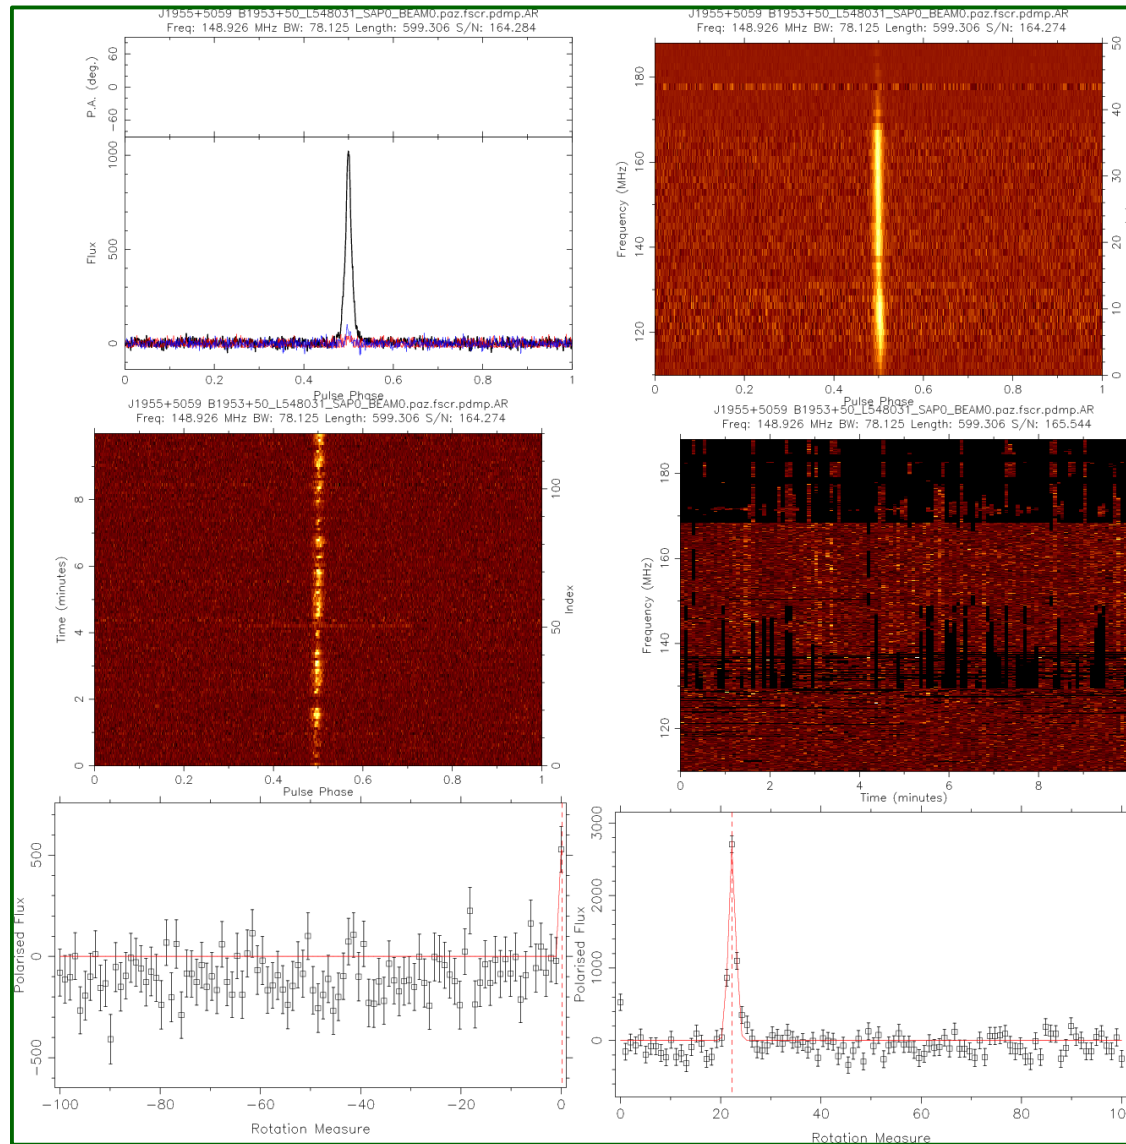 J1955+5059 B1953+50_L548031_SAP0_BEAM0.paz.fscr.pdmp.AR
Freq: 148.926 MHz BW: 78.125 Length: 599.306 S/N: 164.284
P.A. (deg.)
60
0
−60
Flux
1000
500
0
0 0.2 0.4 0.6 0.8 1
Pulse Phase
J1955+5059 B1953+50_L548031_SAP0_BEAM0.paz.fscr.pdmp.AR
Freq: 148.926 MHz BW: 78.125 Length: 599.306 S/N: 164.274
Frequency (MHz)
180
160
140
120
50
40
30
20
10
0
0 0.2 0.4 0.6 0.8 1
Pulse Phase
J1955+5059 B1953+50_L548031_SAP0_BEAM0.paz.fscr.pdmp.AR
Freq: 148.926 MHz BW: 78.125 Length: 599.306 S/N: 164.274
Time (minutes)
8
6
4
2
0
Index
100
50
0
0 0.2 0.4 0.6 0.8 1
Pulse Phase
J1955+5059 B1953+50_L548031_SAP0_BEAM0.paz.fscr.pdmp.AR
Freq: 148.926 MHz BW: 78.125 Length: 599.306 S/N: 165.544
Frequency (MHz)
180
160
140
120
0 2 4 6 8
Time (minutes)
Polarised Flux
500
0
−500
−100 −80 −60 −40 −20 0
Rotation Measure
Polarised Flux
3000
2000
1000
0
0 20 40 60 80 100
Rotation Measure